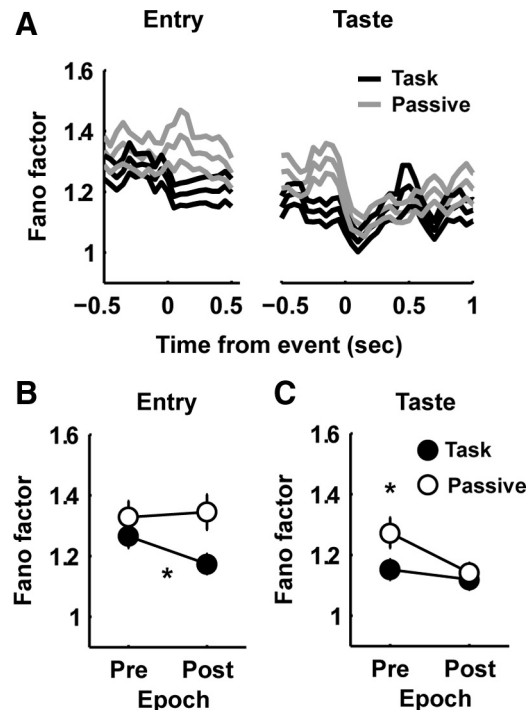 A
Entry
Taste
Fano factor
1.6
1.4
1.2
1
Task
Passive
−0.5 0 0.5
−0.5 0 0.5 1
Time from event (sec)
B
Entry
Fano factor
1.6
1.4
1.2
1
*
Pre Post
Epoch
C
Taste
Fano factor
1.6
1.4
1.2
1
Task
Passive
*
Pre Post
Epoch